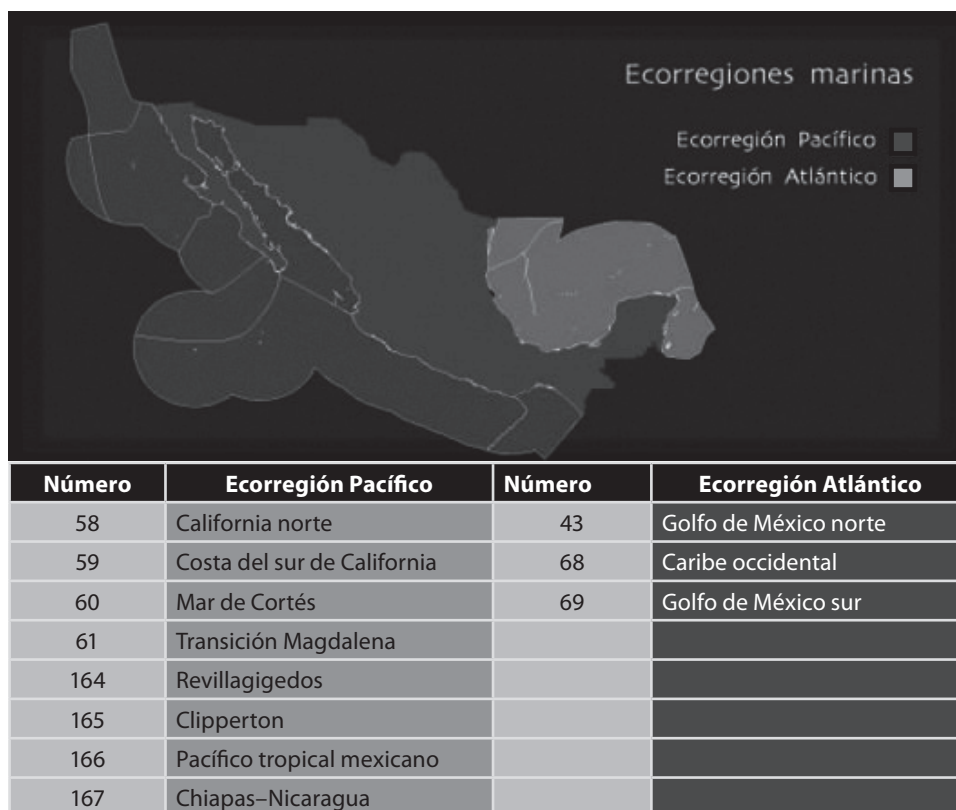 Ecorregiones marinas
Ecorregión Pacífico
Ecorregión Atlántico
Número Ecorregión Pacífico Número Ecorregión Atlántico
58 California norte 43 Golfo de México norte
59 Costa del sur de California 68 Caribe occidental
60 Mar de Cortés 69 Golfo de México sur
61 Transición Magdalena
164 Revillagigedos
165 Clipperton
166 Pacífico tropical mexicano
167 Chiapas–Nicaragua